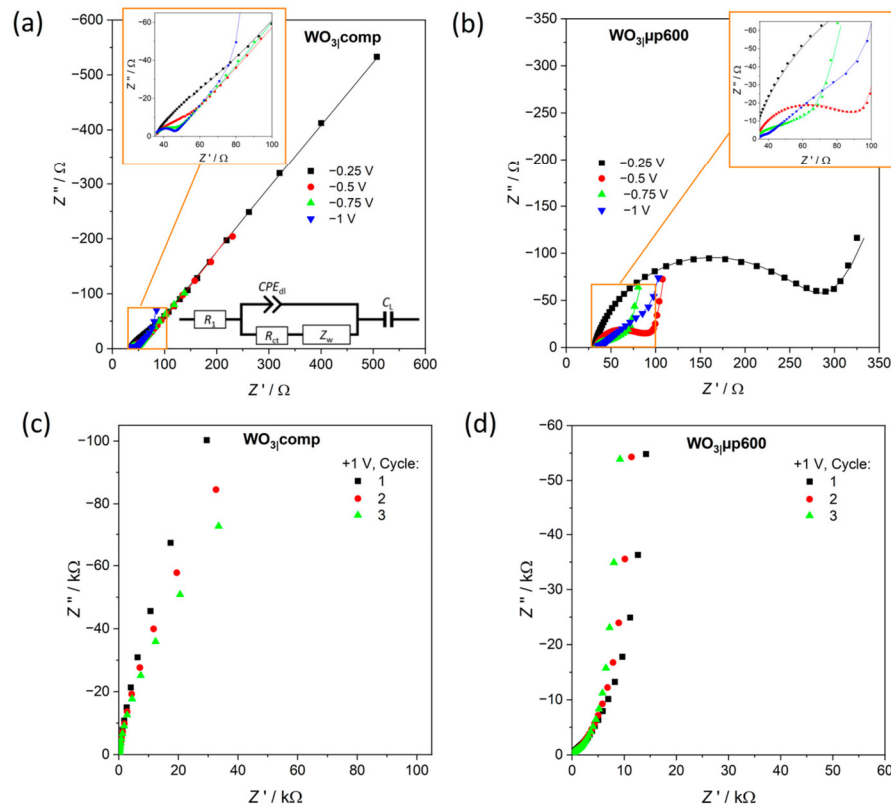 (a)
WO3|comp
Z'' / Ω
−600
−500
−400
−300
−200
−100
0
0 100 200 300 400 500 600
Z' / Ω
Z'' / Ω
−60
−40
−20
0
40 60 80 100
Z' / Ω
−0.25 V
−0.5 V
−0.75 V
−1 V
R1
CPEdl
Rct
Zw
CL
(b)
WO3|µp600
Z'' / Ω
−350
−300
−250
−200
−150
−100
−50
0
0 50 100 150 200 250 300 350
Z' / Ω
Z'' / Ω
−60
−40
−20
0
40 60 80 100
Z' / Ω
−0.25 V
−0.5 V
−0.75 V
−1 V
(c)
WO3|comp
+1 V, Cycle:
1
2
3
Z'' / kΩ
−100
−80
−60
−40
−20
0
0 20 40 60 80 100
Z' / kΩ
(d)
WO3|µp600
+1 V, Cycle:
1
2
3
Z'' / kΩ
−60
−50
−40
−30
−20
−10
0
0 10 20 30 40 50 60
Z' / kΩ